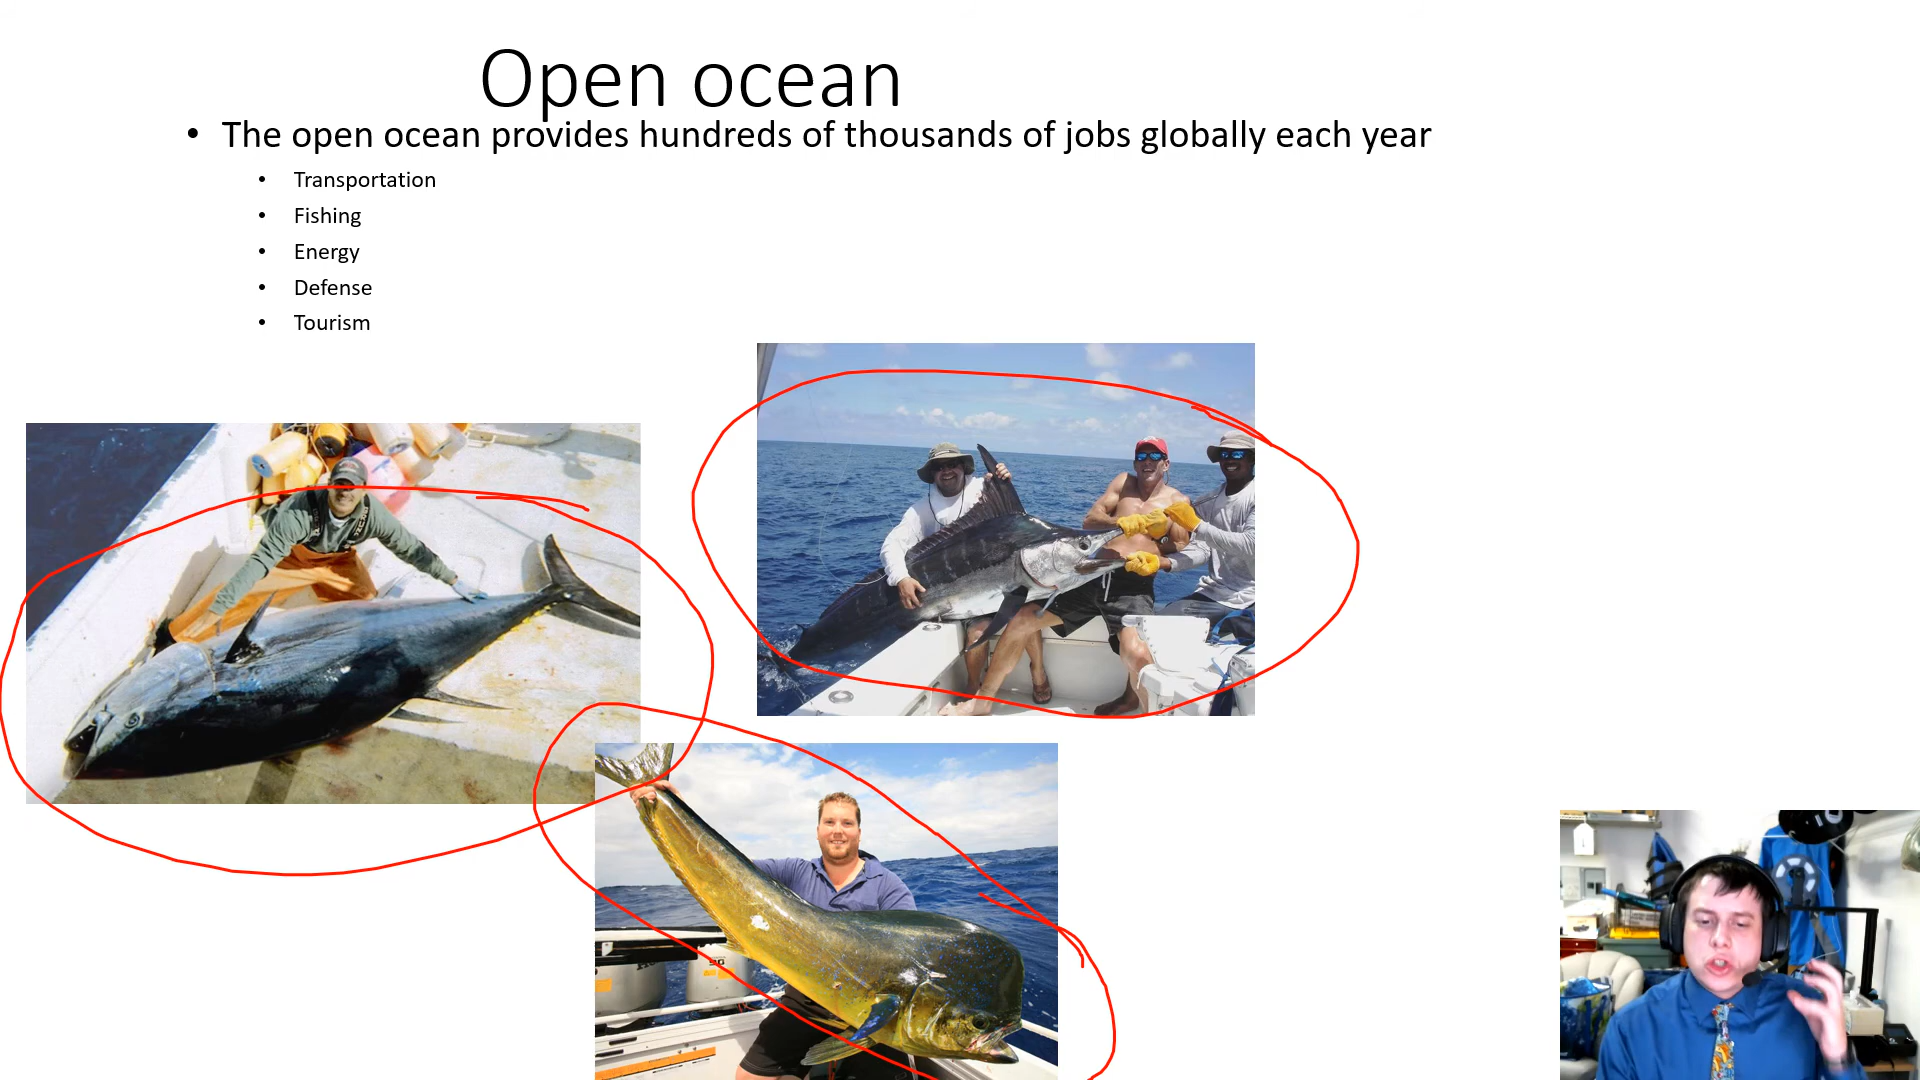 Open ocean
• The open ocean provides hundreds of thousands of jobs globally each year
• Transportation
• Fishing
• Energy
• Defense
• Tourism